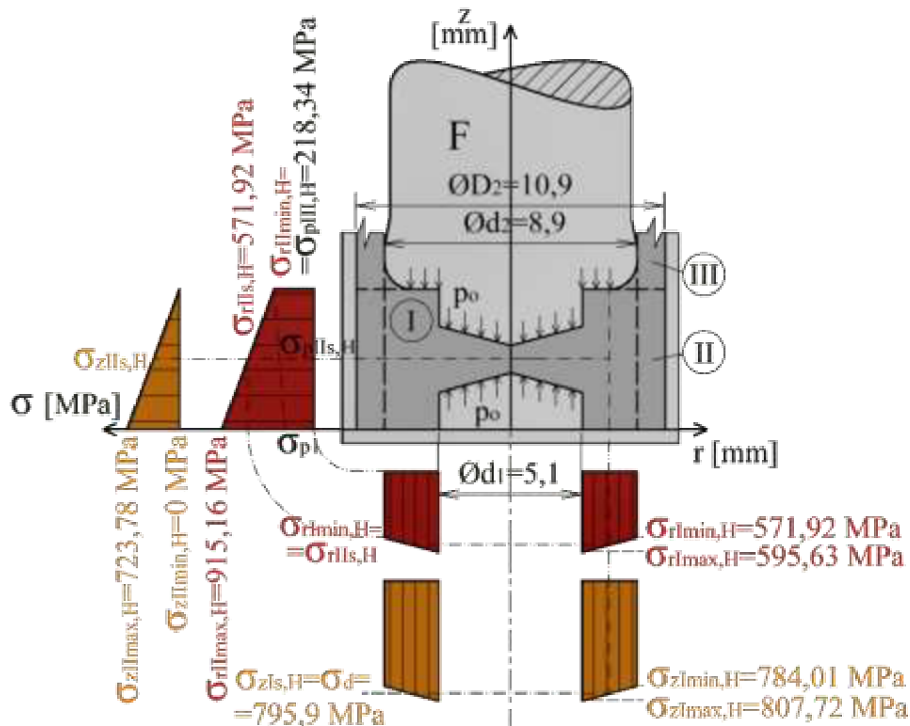 z
[mm]
F
ØD2=10,9
Ød2=8,9
po
I
III
II
po
σ [MPa]
r [mm]
Ød1=5,1
σrIIs,H=571,92 MPa
σrIImin,H=
=σpIII,H=218,34 MPa
σzIIs,H
σpIIs,H
σpI
σzIImax,H=723,78 MPa
σzIImin,H=0 MPa
σrIImax,H=915,16 MPa
σrImin,H=
=σrIIs,H
σrImin,H=571,92 MPa
σrImax,H=595,63 MPa
σzIs,H=σd=
=795,9 MPa
σzImin,H=784,01 MPa
σzImax,H=807,72 MPa